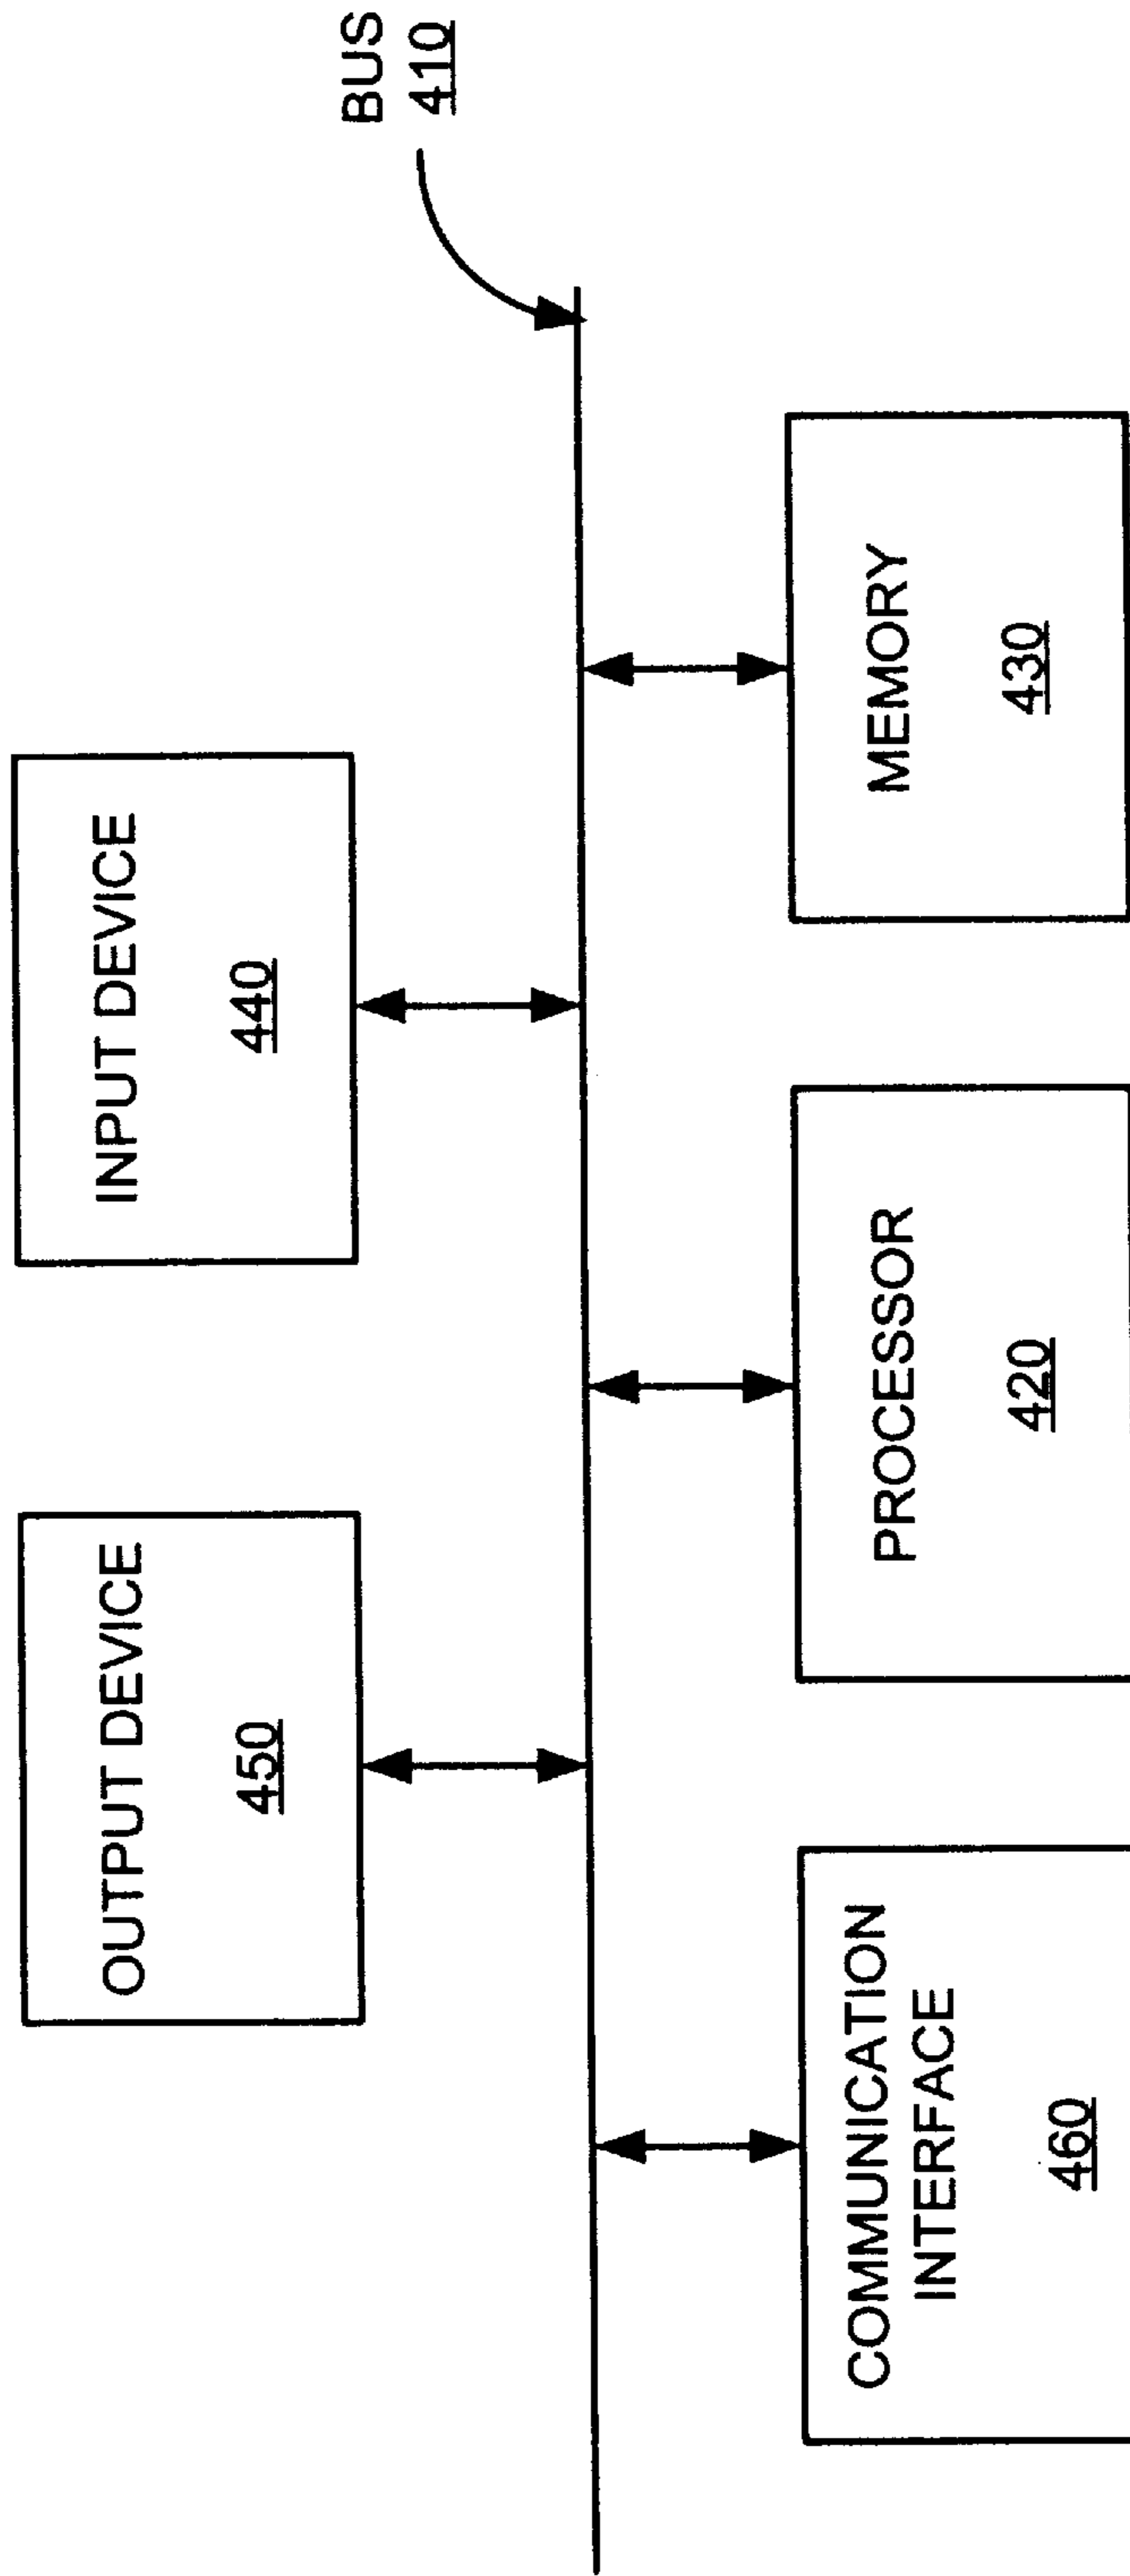 OUTPUT DEVICE
450
INPUT DEVICE
440
BUS
410
COMMUNICATION
INTERFACE
460
PROCESSOR
420
MEMORY
430